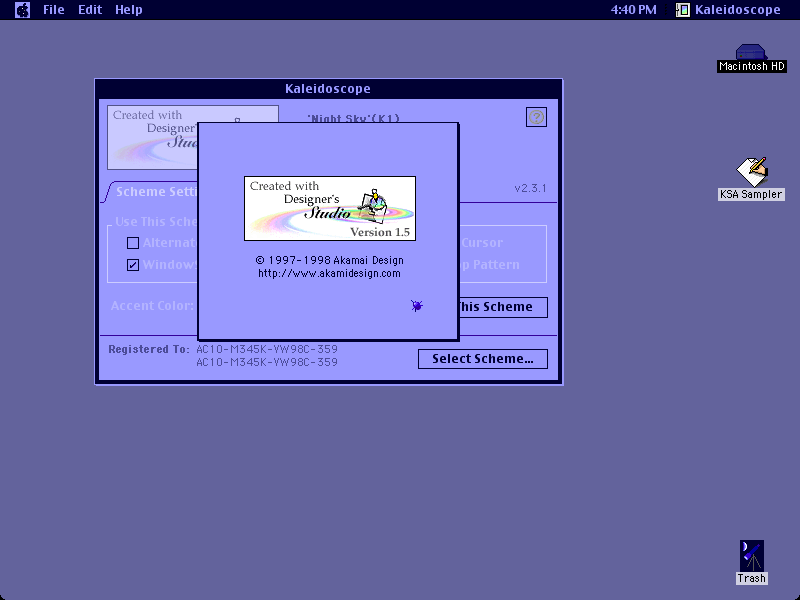 File Edit Help 4:40 PM Kaleidoscope
Macintosh HD
KSA Sampler
Trash
Kaleidoscope
Created with
Designer's
Stu
'Night Sky'(K1)
v2.3.1
Scheme Setti
Use This Sche
Alternat
Cursor
Windows
p Pattern
Accent Color:
This Scheme
Registered To: AC10-M345K-YW98C-359
AC10-M345K-YW98C-359
Select Scheme...
Created with
Designer's
Studio
Version 1.5
© 1997-1998 Akamai Design
http://www.akamidesign.com